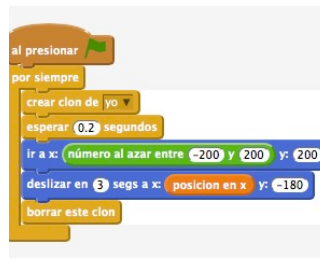 al presionar
por siempre
crear clon de yo
esperar 0.2 segundos
ir a x: número al azar entre -200 y 200 y: 200
deslizar en 3 segs a x: posicion en x y: -180
borrar este clon